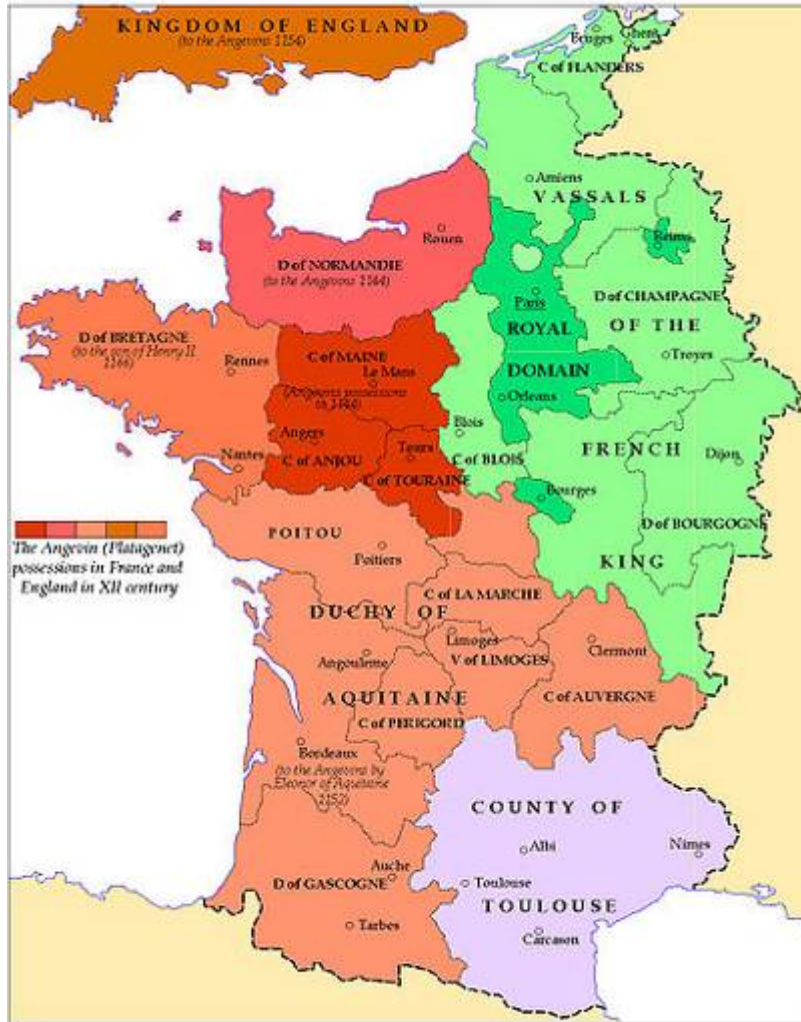 KINGDOM OF ENGLAND
(to the Angevins 1154)
Bruges
Ghent
C of FLANDERS
Amiens
VASSALS
Rouen
Reims
D of NORMANDIE
(to the Angevins 1144)
Paris
D of CHAMPAGNE
ROYAL
OF THE
D of BRETAGNE
(to the son of Henry II
1166)
Rennes
C of MAINE
Le Mans
Troyes
DOMAIN
(Angevins possessions
to 1144)
Orleans
Angers
Blois
Tours
FRENCH
Dijon
Nantes
C of ANJOU
C of BLOIS
C of TOURAINE
Bourges
D of BOURGOGNE
POITOU
The Angevin (Platagenet)
possessions in France and
England in XII century
Poitiers
KING
C of LA MARCHE
DUCHY OF
Limoges
Clermont
Angouleme
V of LIMOGES
AQUITAINE
C of AUVERGNE
C of PERIGORD
Bordeaux
(to the Angevins by
Eleonor of Aquitaine
1152)
COUNTY OF
Albi
Nimes
Auche
D of GASCOGNE
Toulouse
TOULOUSE
Tarbes
Carcason